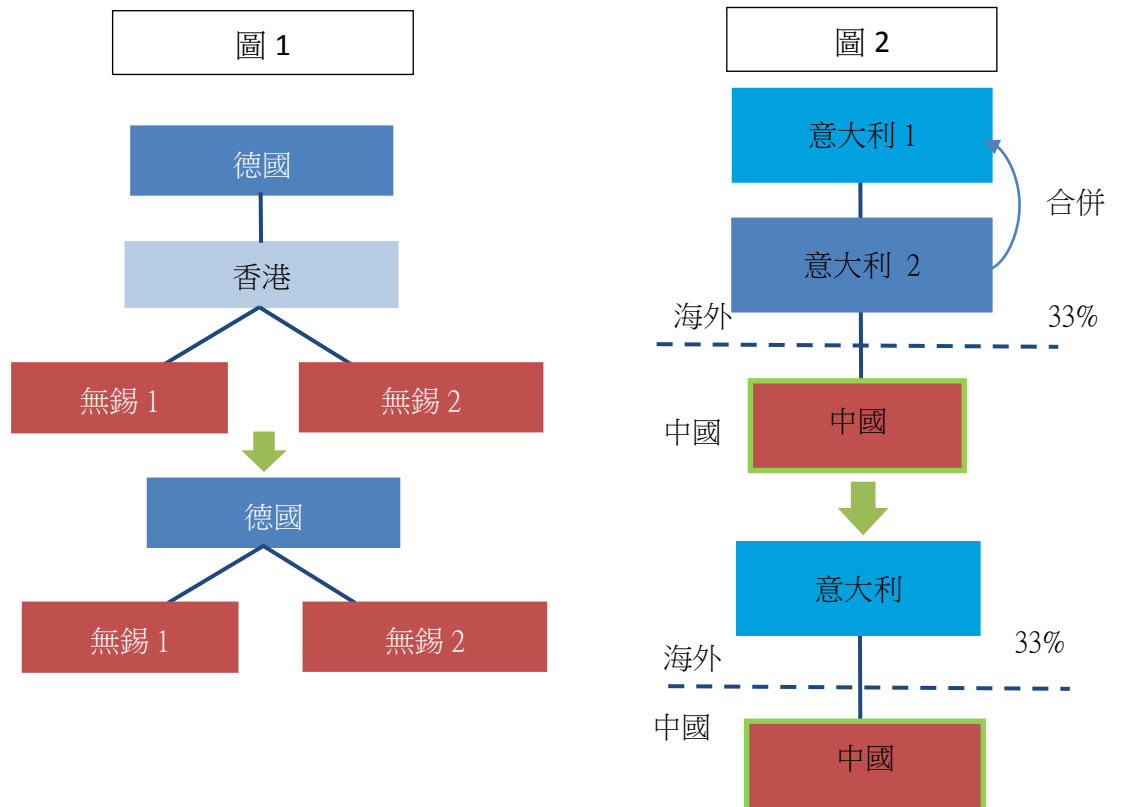 圖 1
德國
香港
無錫 1
無錫 2
德國
無錫 1
無錫 2
圖 2
意大利 1
合併
意大利 2
海外
33%
中國
中國
意大利
33%
海外
中國
中國